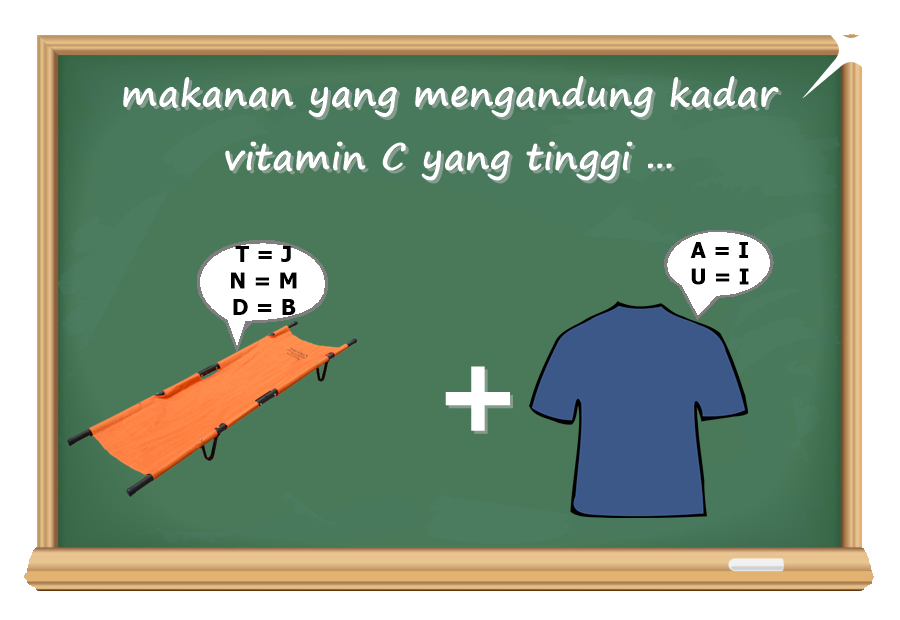 makanan yang mengandung kadar
vitamin C yang tinggi ...
T = J
N = M
D = B
A = I
U = I